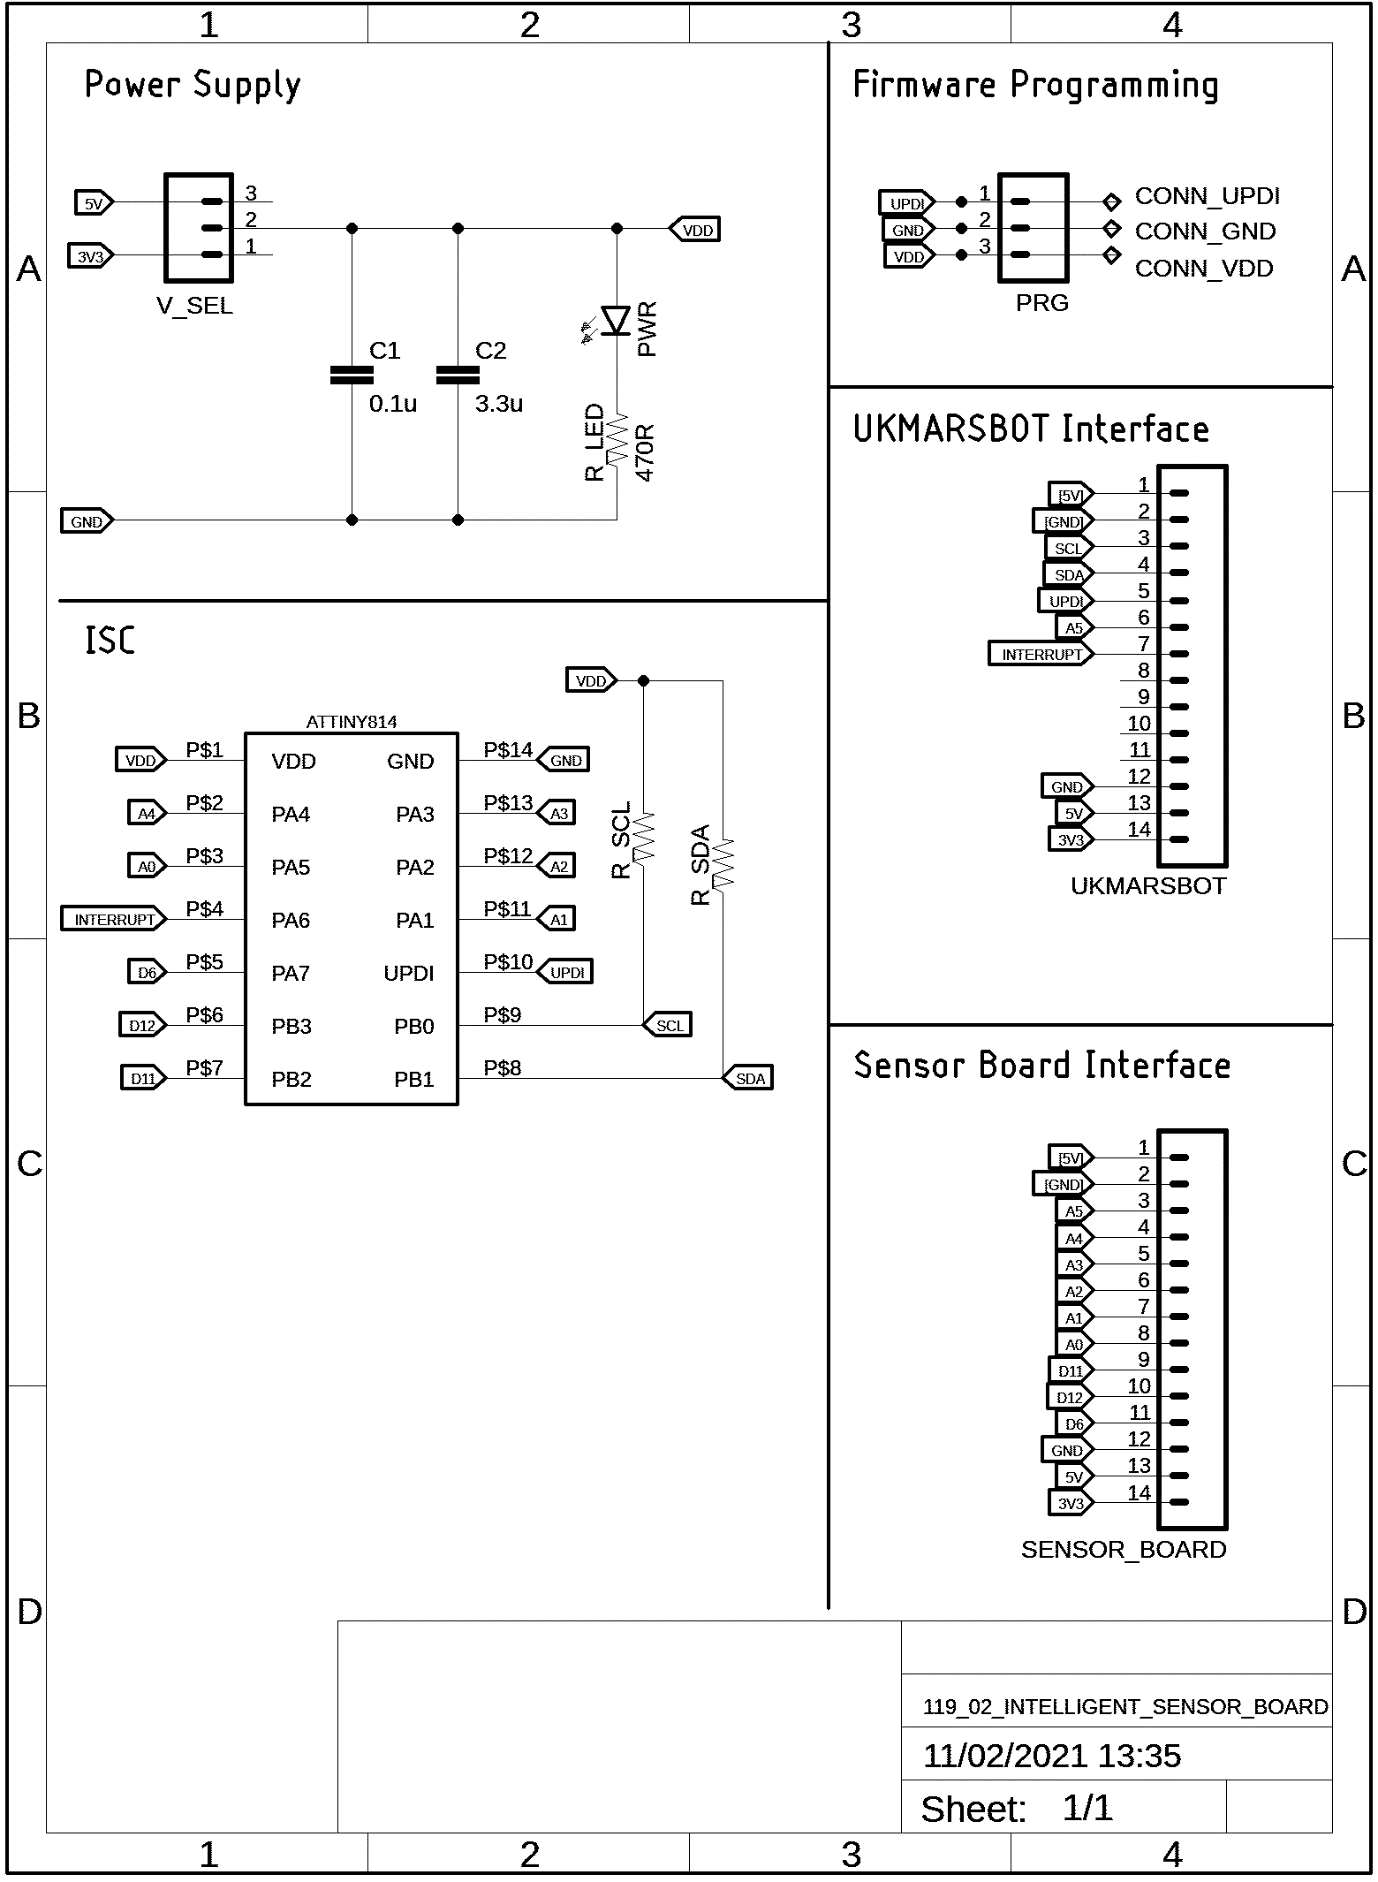 1 2 3 4
A
B
C
D
Power Supply
5V
3V3
3
2
1
V_SEL
VDD
C1
0.1u
C2
3.3u
PWR
R_LED
470R
GND
Firmware Programming
UPDI 1 CONN_UPDI
GND 2 CONN_GND
VDD 3 CONN_VDD
PRG
ISC
VDD
ATTINY814
VDD P$1 VDD GND P$14 GND
A4 P$2 PA4 PA3 P$13 A3
A0 P$3 PA5 PA2 P$12 A2
INTERRUPT P$4 PA6 PA1 P$11 A1
D6 P$5 PA7 UPDI P$10 UPDI
D12 P$6 PB3 PB0 P$9 SCL
D11 P$7 PB2 PB1 P$8 SDA
R_SCL
R_SDA
UKMARSBOT Interface
[5V] 1
[GND] 2
SCL 3
SDA 4
UPDI 5
A5 6
INTERRUPT 7
8
9
10
11
GND 12
5V 13
3V3 14
UKMARSBOT
Sensor Board Interface
[5V] 1
[GND] 2
A5 3
A4 4
A3 5
A2 6
A1 7
A0 8
D11 9
D12 10
D6 11
GND 12
5V 13
3V3 14
SENSOR_BOARD
119_02_INTELLIGENT_SENSOR_BOARD
11/02/2021 13:35
Sheet: 1/1
A
B
C
D
1 2 3 4